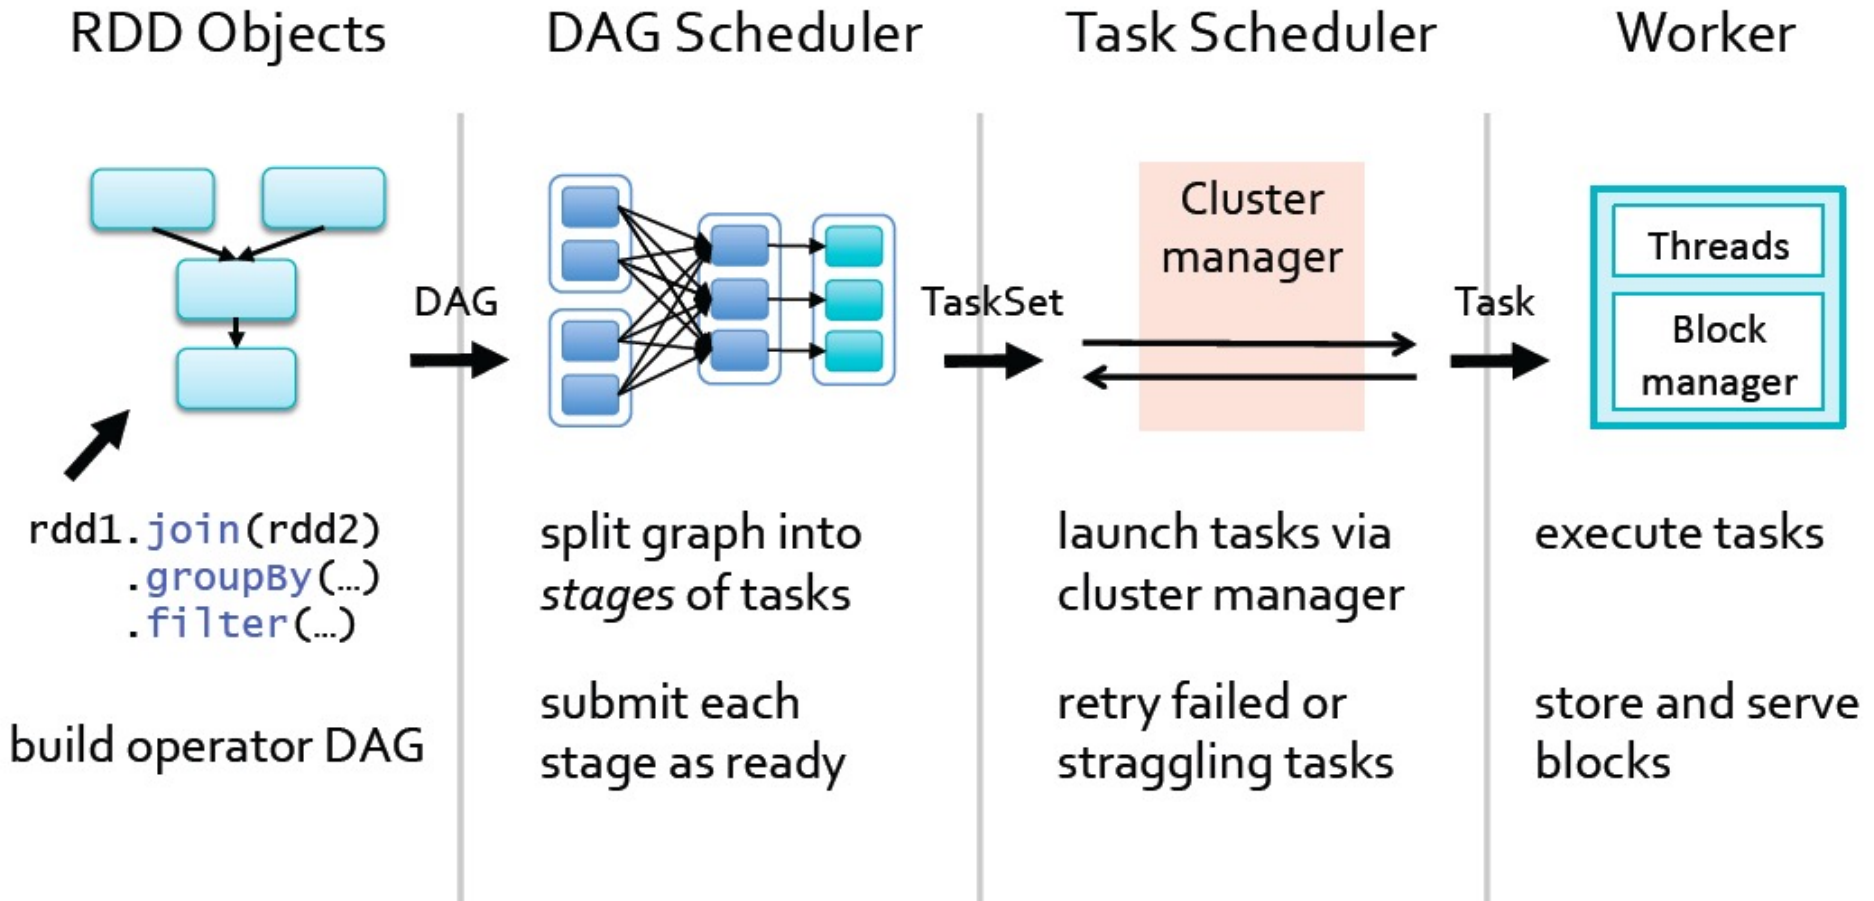 RDD Objects
DAG Scheduler
Task Scheduler
Worker
DAG
TaskSet
Cluster
manager
Task
Threads
Block
manager
rdd1.join(rdd2)
.groupBy(…)
.filter(…)
build operator DAG
split graph into
stages of tasks
submit each
stage as ready
launch tasks via
cluster manager
retry failed or
straggling tasks
execute tasks
store and serve
blocks